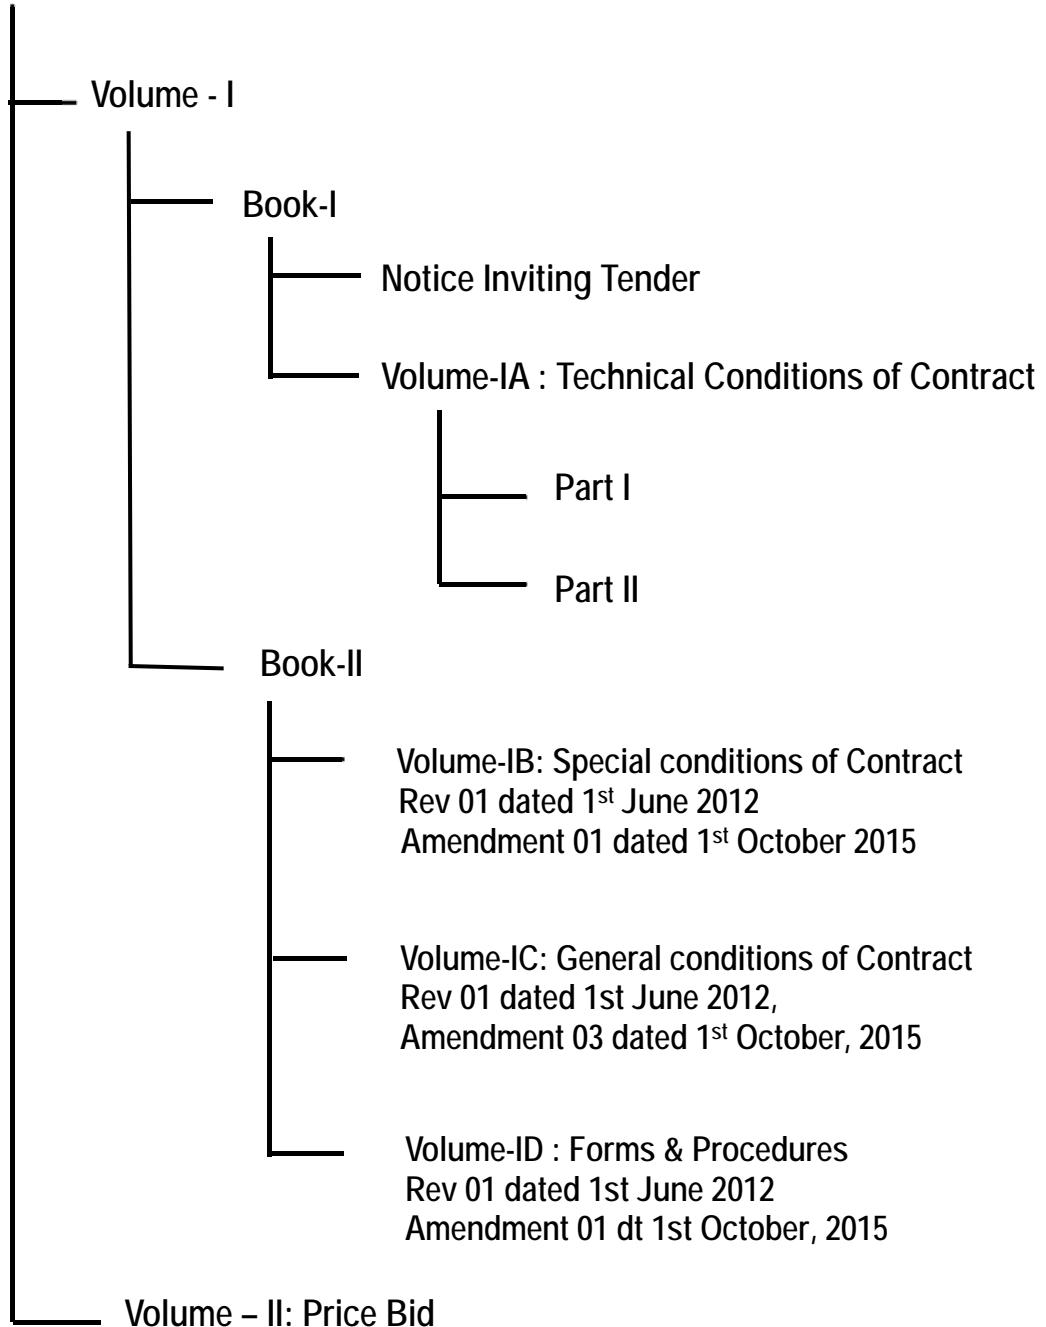 Volume - I
Book-I
Notice Inviting Tender
Volume-IA : Technical Conditions of Contract
Part I
Part II
Book-II
Volume-IB: Special conditions of Contract
Rev 01 dated 1st June 2012
Amendment 01 dated 1st October 2015
Volume-IC: General conditions of Contract
Rev 01 dated 1st June 2012,
Amendment 03 dated 1st October, 2015
Volume-ID : Forms & Procedures
Rev 01 dated 1st June 2012
Amendment 01 dt 1st October, 2015
Volume – II: Price Bid